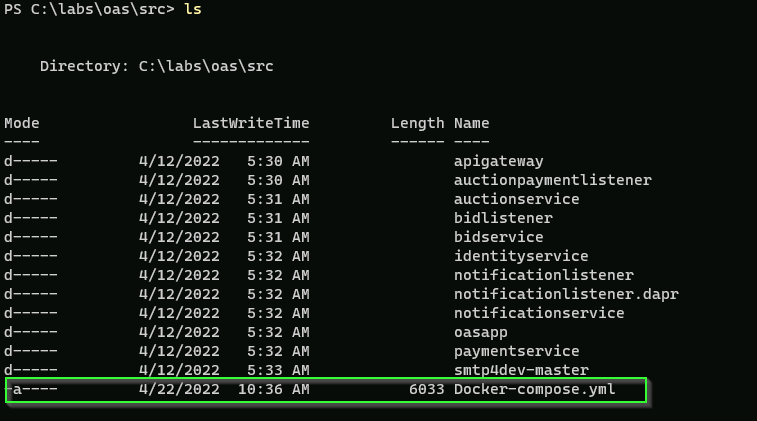 PS C:\labs\oas\src> ls
Directory: C:\labs\oas\src
Mode LastWriteTime Length Name
---- ------------- ------ ----
d----- 4/12/2022 5:30 AM apigateway
d----- 4/12/2022 5:30 AM auctionpaymentlistener
d----- 4/12/2022 5:31 AM auctionservice
d----- 4/12/2022 5:31 AM bidlistener
d----- 4/12/2022 5:31 AM bidservice
d----- 4/12/2022 5:32 AM identityservice
d----- 4/12/2022 5:32 AM notificationlistener
d----- 4/12/2022 5:32 AM notificationlistener.dapr
d----- 4/12/2022 5:32 AM notificationservice
d----- 4/12/2022 5:32 AM oasapp
d----- 4/12/2022 5:32 AM paymentservice
d----- 4/12/2022 5:33 AM smtp4dev-master
-a---- 4/22/2022 10:36 AM 6033 Docker-compose.yml